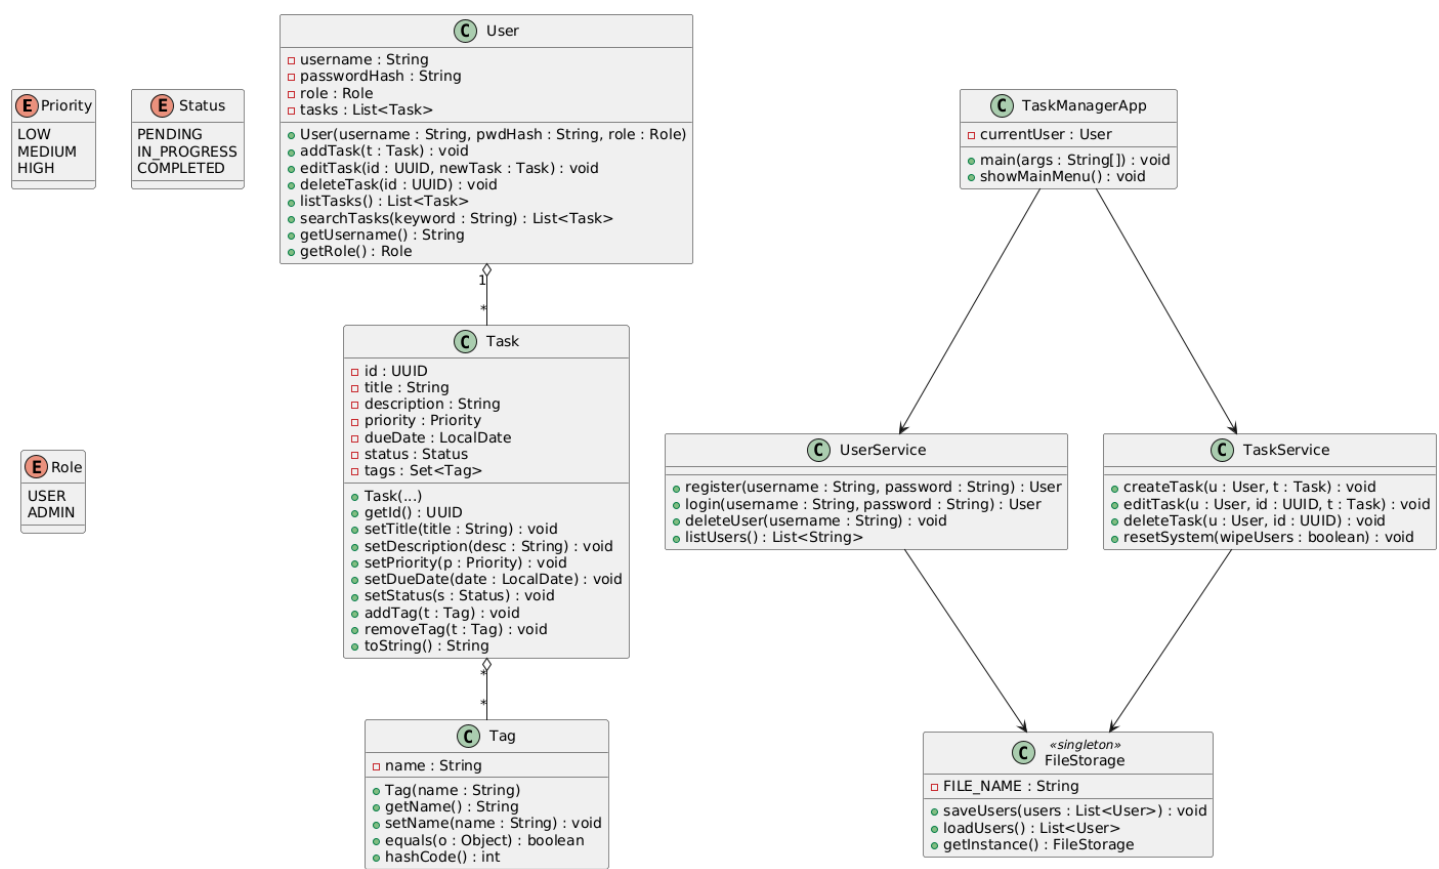 E Priority
LOW
MEDIUM
HIGH
E Status
PENDING
IN_PROGRESS
COMPLETED
C User
username : String
passwordHash : String
role : Role
tasks : List<Task>
User(username : String, pwdHash : String, role : Role)
addTask(t : Task) : void
editTask(id : UUID, newTask : Task) : void
deleteTask(id : UUID) : void
listTasks() : List<Task>
searchTasks(keyword : String) : List<Task>
getUsername() : String
getRole() : Role
C TaskManagerApp
currentUser : User
main(args : String[]) : void
showMainMenu() : void
1
*
C Task
id : UUID
title : String
description : String
priority : Priority
dueDate : LocalDate
status : Status
tags : Set<Tag>
Task(...)
getId() : UUID
setTitle(title : String) : void
setDescription(desc : String) : void
setPriority(p : Priority) : void
setDueDate(date : LocalDate) : void
setStatus(s : Status) : void
addTag(t : Tag) : void
removeTag(t : Tag) : void
toString() : String
E Role
USER
ADMIN
C UserService
register(username : String, password : String) : User
login(username : String, password : String) : User
deleteUser(username : String) : void
listUsers() : List<String>
C TaskService
createTask(u : User, t : Task) : void
editTask(u : User, id : UUID, t : Task) : void
deleteTask(u : User, id : UUID) : void
resetSystem(wipeUsers : boolean) : void
*
*
C Tag
name : String
Tag(name : String)
getName() : String
setName(name : String) : void
equals(o : Object) : boolean
hashCode() : int
«singleton»
C FileStorage
FILE_NAME : String
saveUsers(users : List<User>) : void
loadUsers() : List<User>
getInstance() : FileStorage